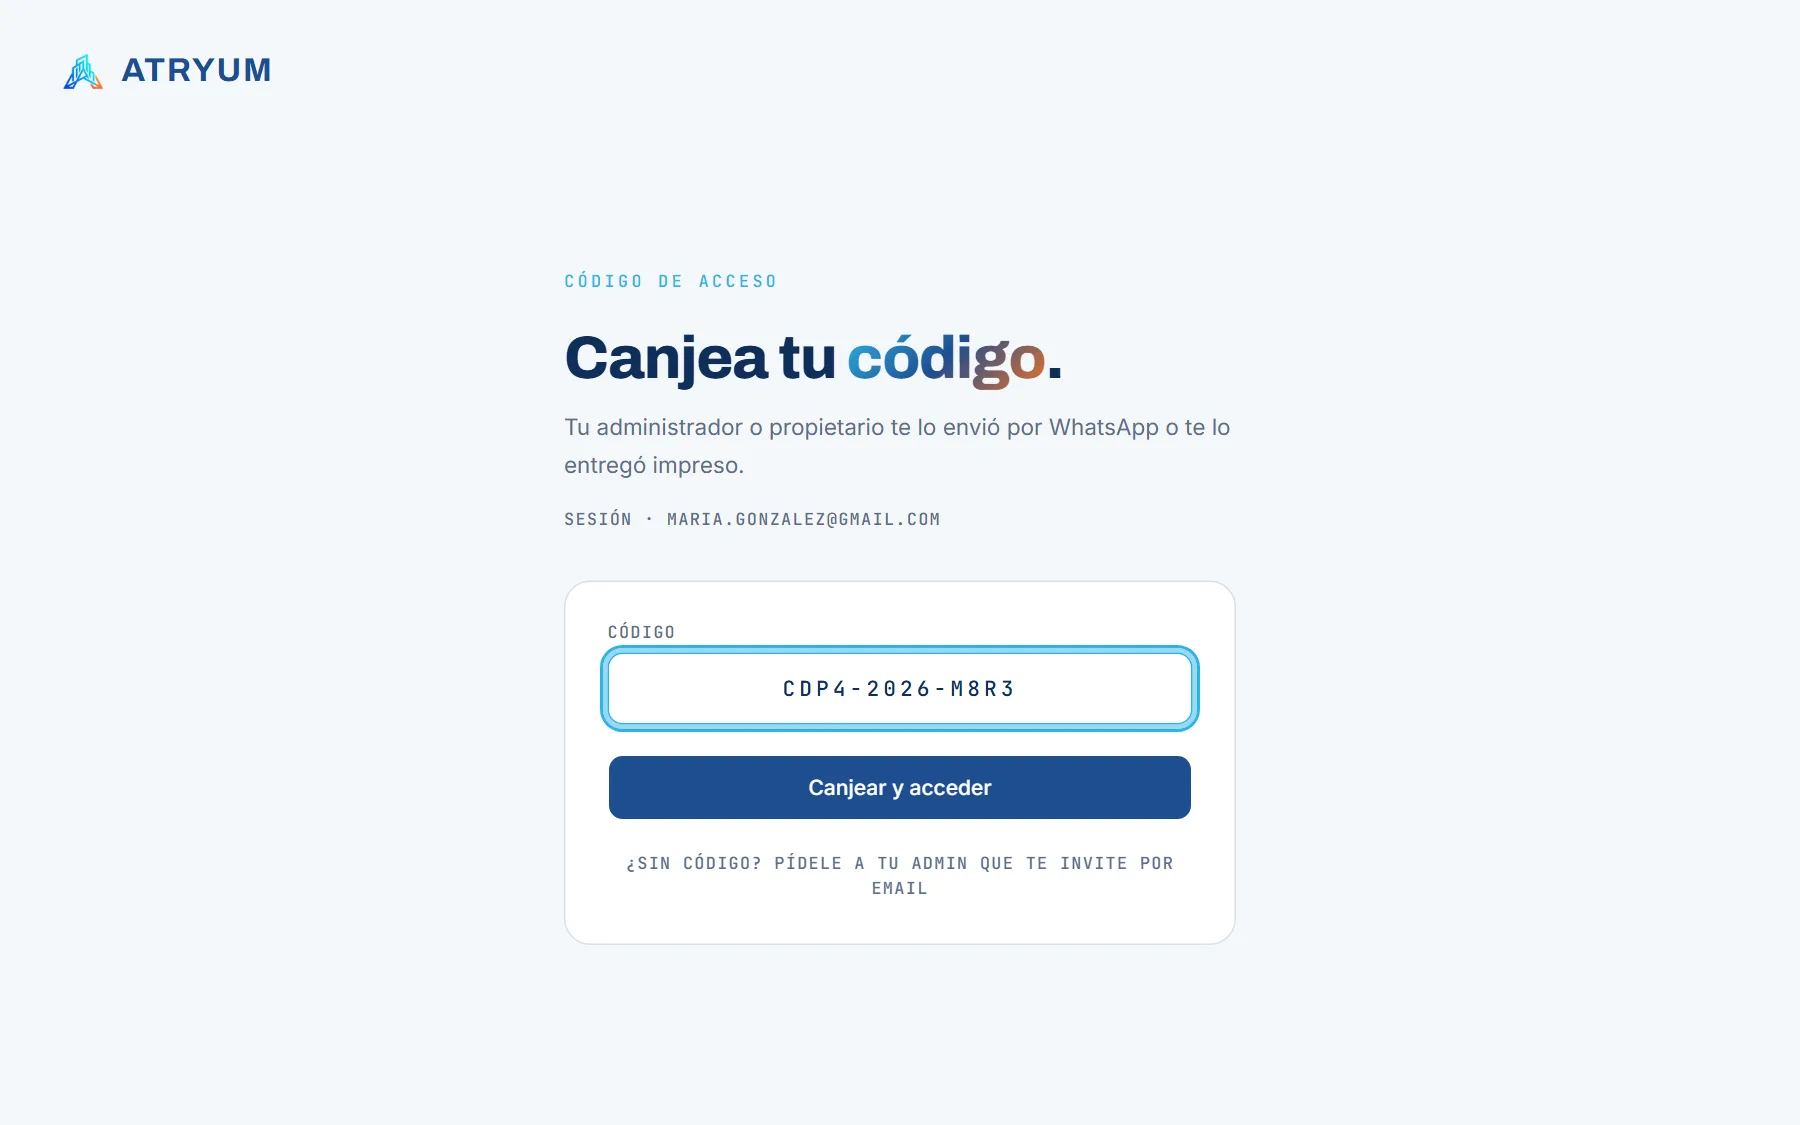 ATRYUM
CÓDIGO DE ACCESO
Canjea tu código.
Tu administrador o propietario te lo envió por WhatsApp o te lo
entregó impreso.
SESIÓN · MARIA.GONZALEZ@GMAIL.COM
CÓDIGO
CDP4-2026-M8R3
Canjear y acceder
¿SIN CÓDIGO? PÍDELE A TU ADMIN QUE TE INVITE POR
EMAIL